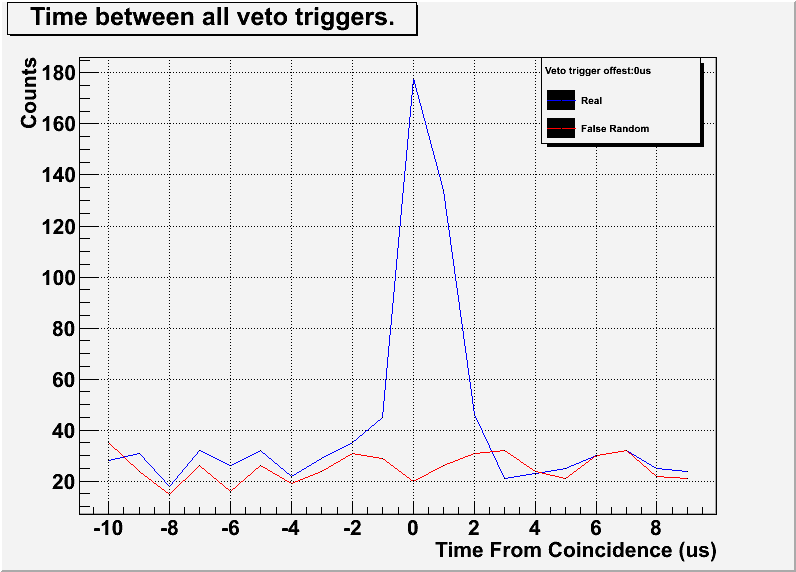 Time between all veto triggers.
Counts
180
160
140
120
100
80
60
40
20
Veto trigger offest:0us
Real
False Random
-10 -8 -6 -4 -2 0 2 4 6 8
Time From Coincidence (us)